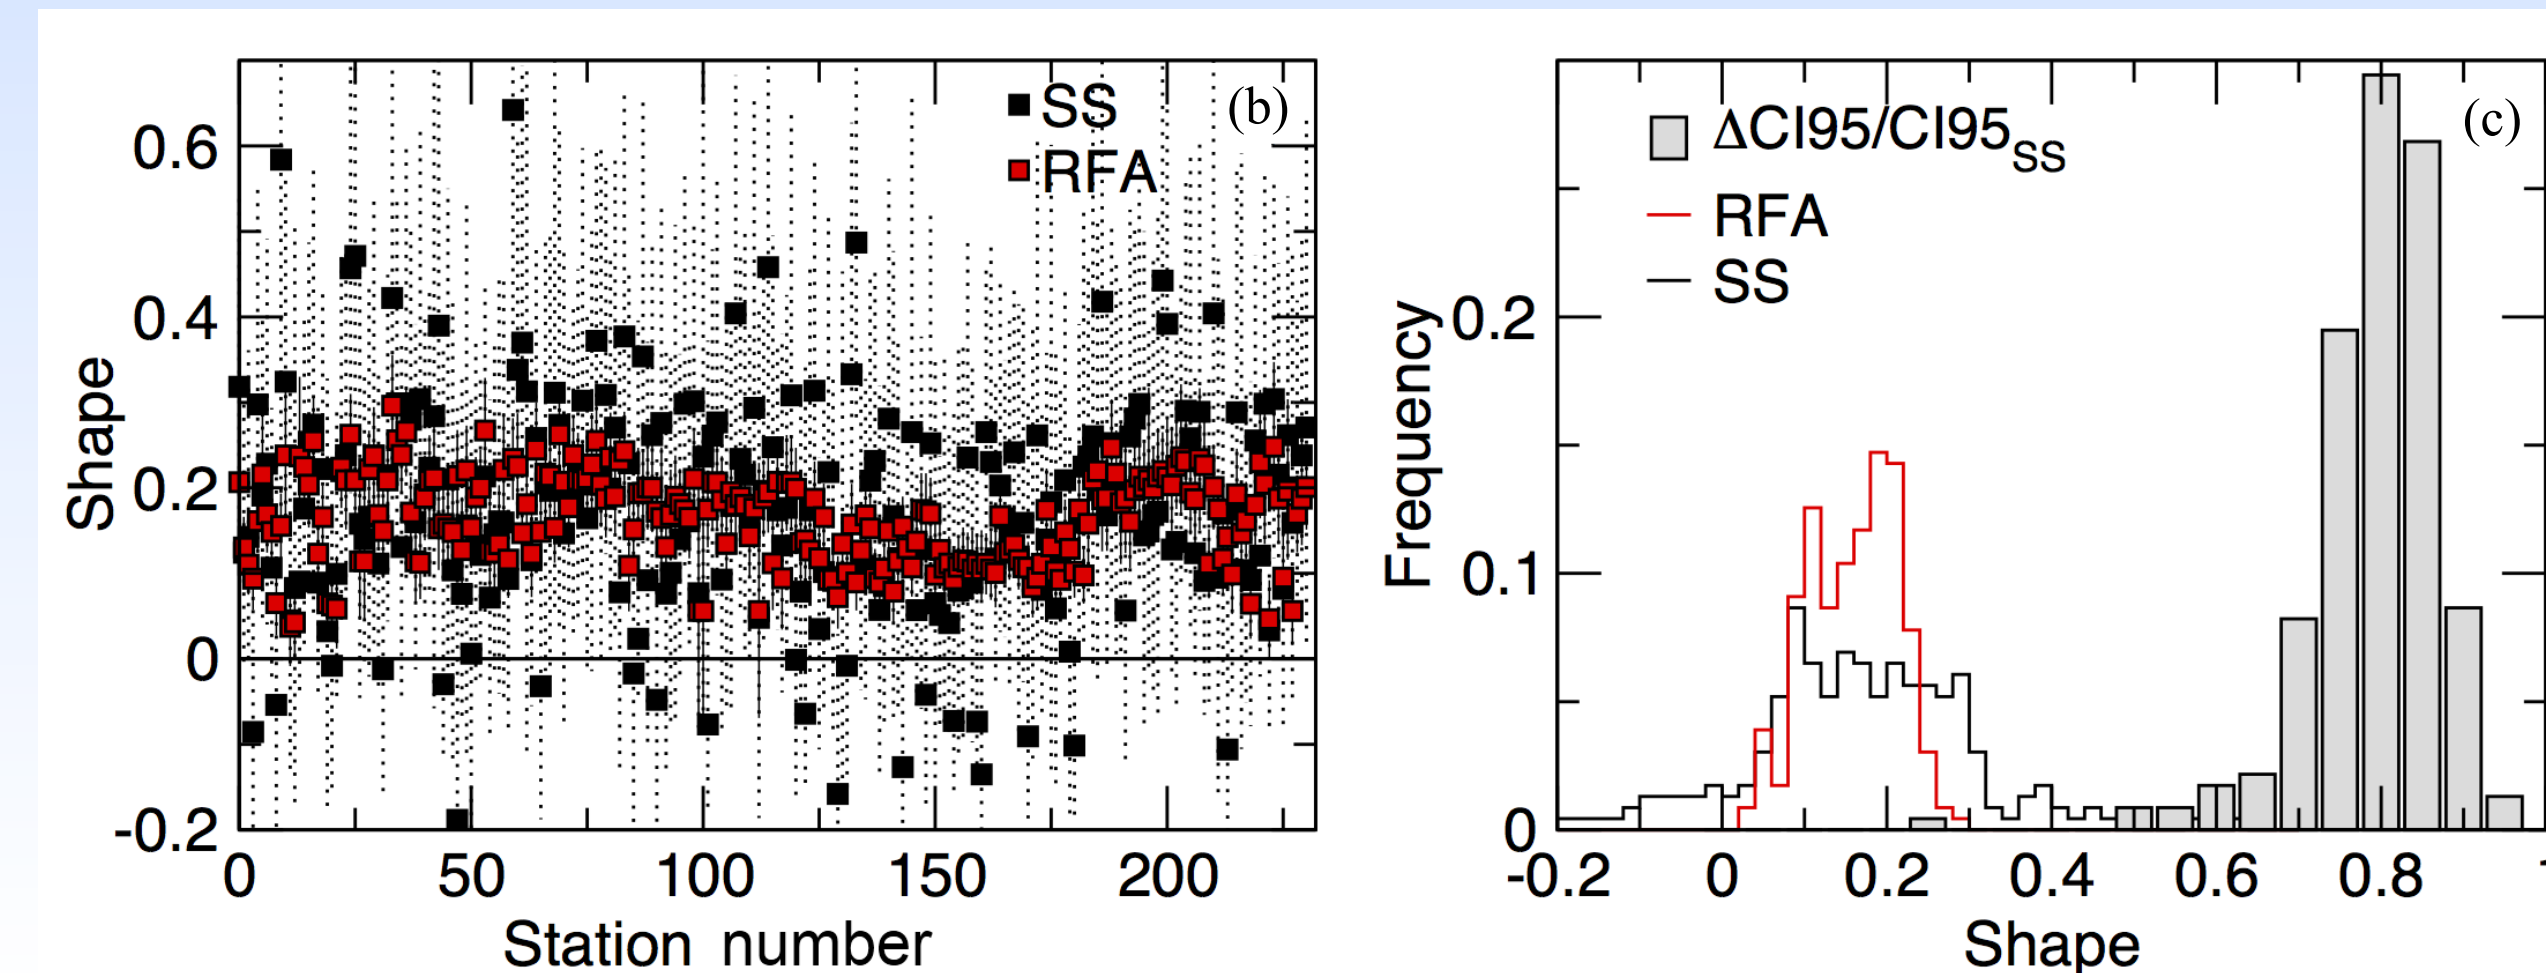 (b)
SS
RFA
0.6
0.4
0.2
0
-0.2
Shape
0 50 100 150 200
Station number
(c)
ΔCI95/CI95SS
RFA
SS
0.2
0.1
0
Frequency
-0.2 0 0.2 0.4 0.6 0.8
Shape